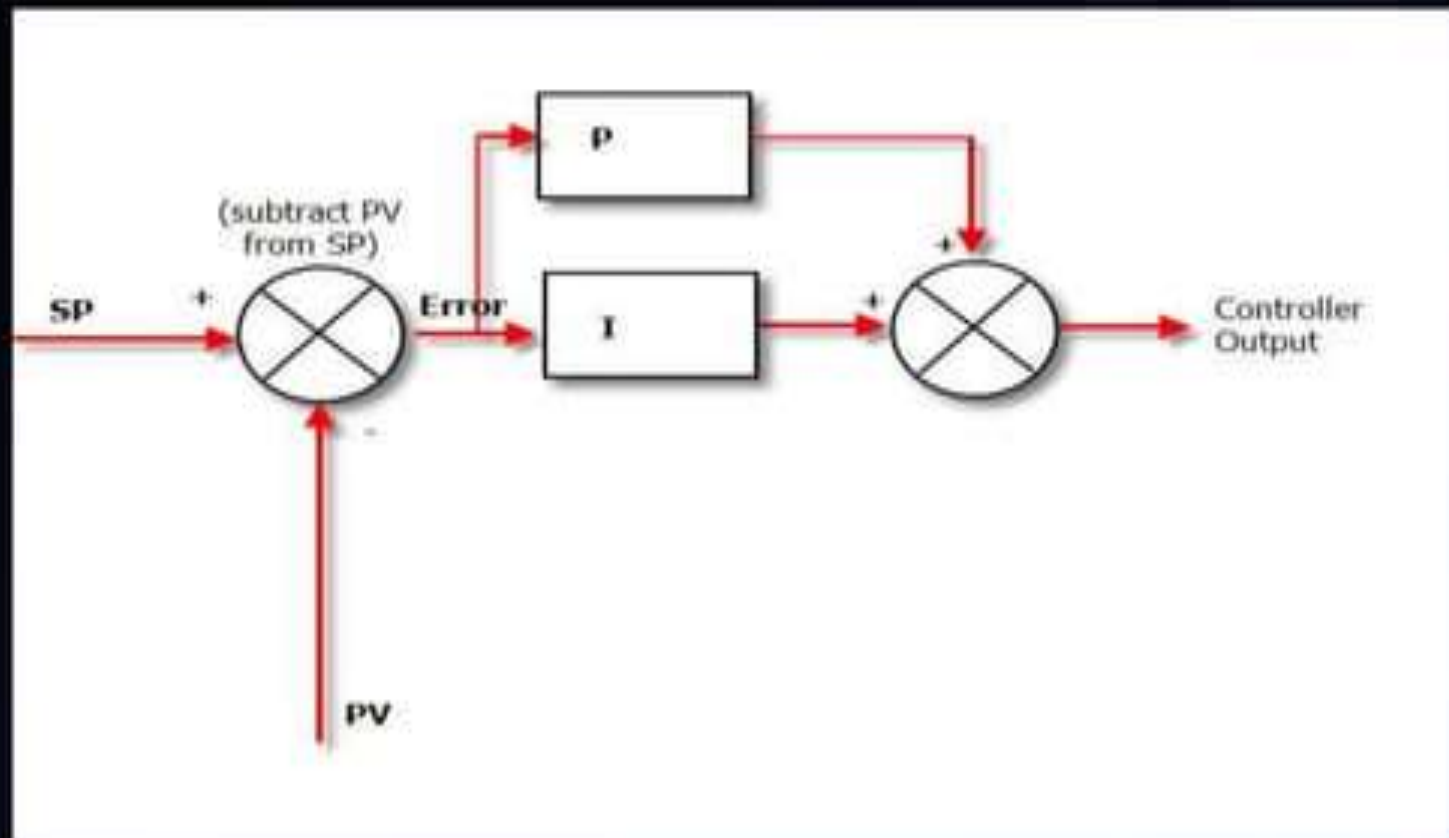 P
(subtract PV
from SP)
SP
+
Error
I
+
+
Controller
Output
-
PV